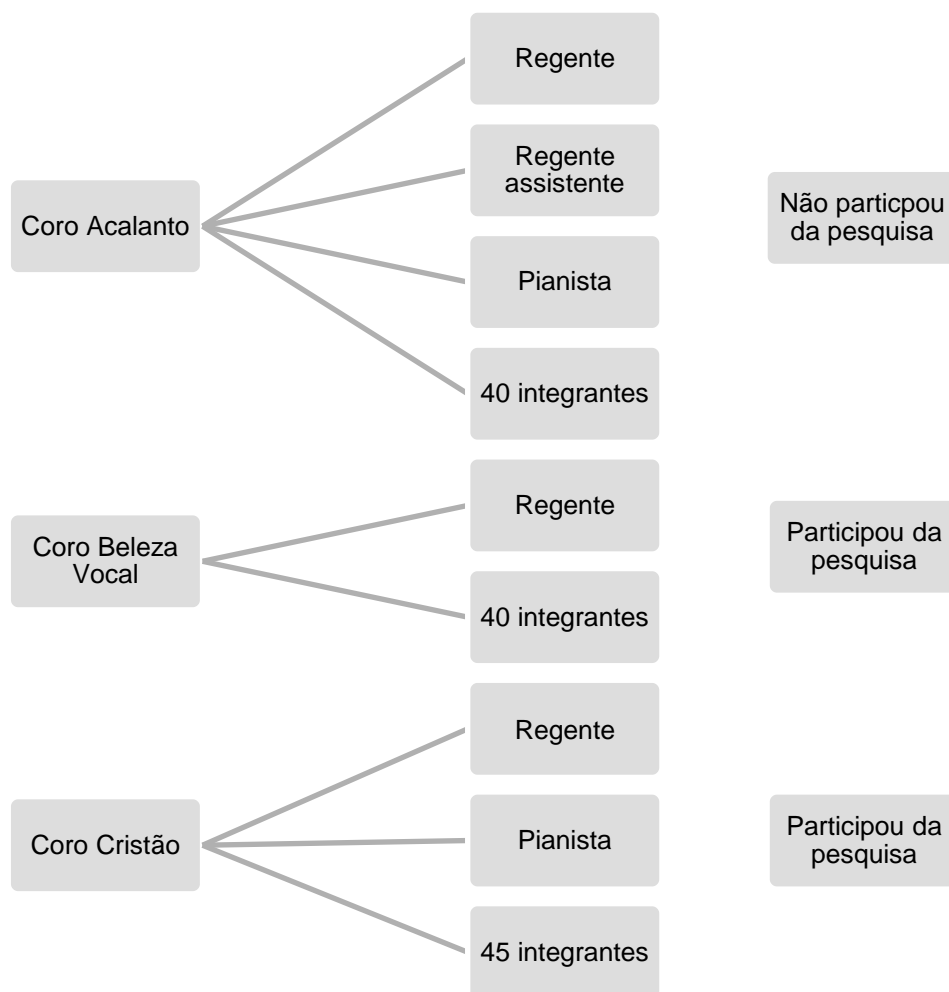 Coro Acalanto
Regente
Regente
assistente
Pianista
40 integrantes
Não particpou
da pesquisa
Coro Beleza
Vocal
Regente
40 integrantes
Participou da
pesquisa
Coro Cristão
Regente
Pianista
45 integrantes
Participou da
pesquisa